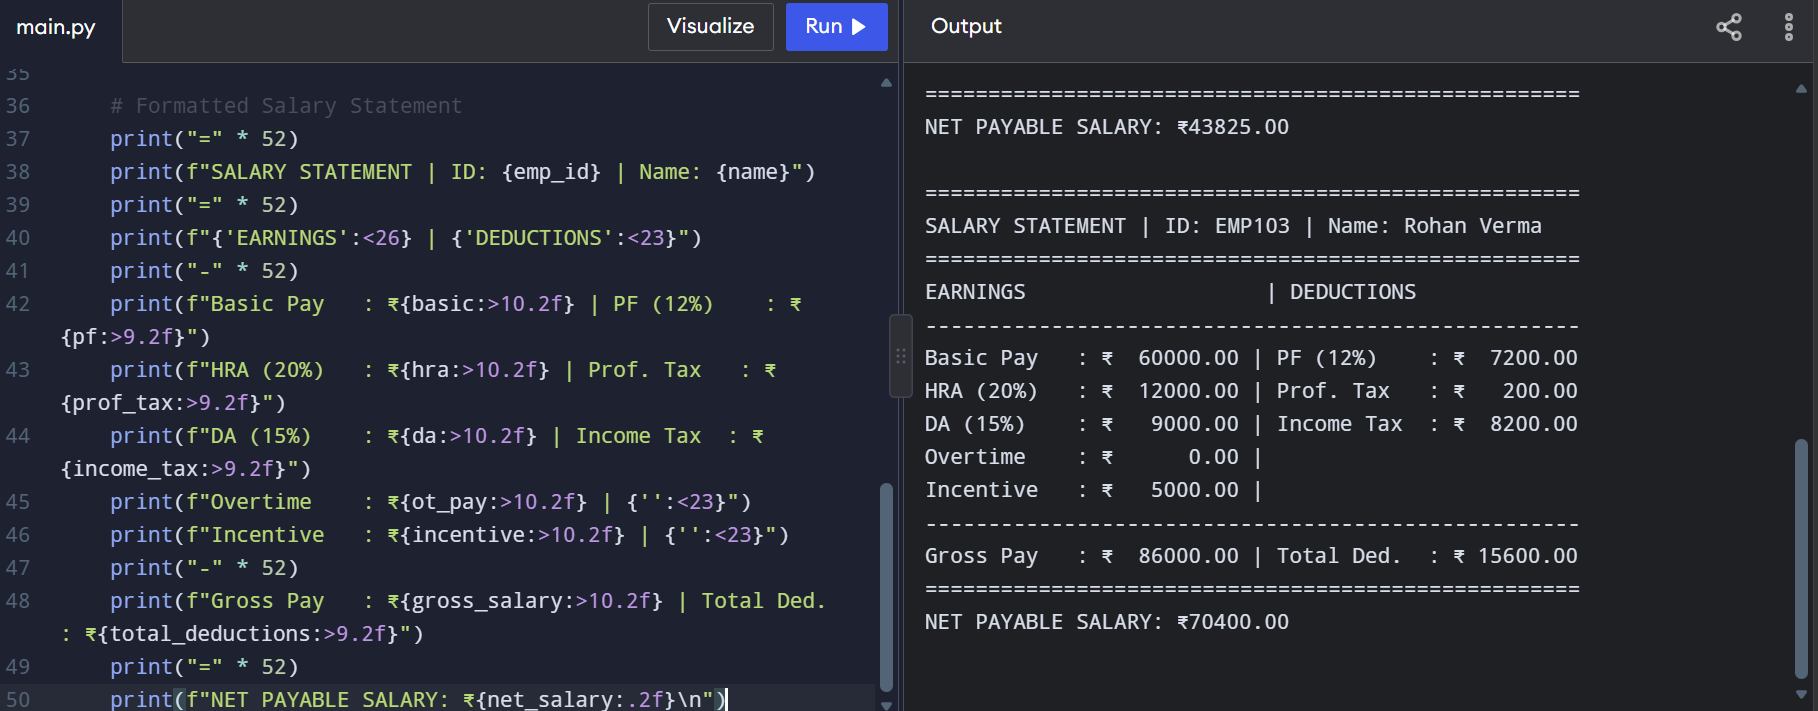 main.py
Visualize
Run
Output
35
36 # Formatted Salary Statement
37 print("=" * 52)
38 print(f"SALARY STATEMENT | ID: {emp_id} | Name: {name}")
39 print("=" * 52)
40 print(f"{'EARNINGS':<26} | {'DEDUCTIONS':<23}")
41 print("-" * 52)
42 print(f"Basic Pay   : ₹{basic:>10.2f} | PF (12%)    : ₹
{pf:>9.2f}")
43 print(f"HRA (20%)   : ₹{hra:>10.2f} | Prof. Tax   : ₹
{prof_tax:>9.2f}")
44 print(f"DA (15%)    : ₹{da:>10.2f} | Income Tax  : ₹
{income_tax:>9.2f}")
45 print(f"Overtime    : ₹{ot_pay:>10.2f} | {'':<23}")
46 print(f"Incentive   : ₹{incentive:>10.2f} | {'':<23}")
47 print("-" * 52)
48 print(f"Gross Pay   : ₹{gross_salary:>10.2f} | Total Ded.
: ₹{total_deductions:>9.2f}")
49 print("=" * 52)
50 print(f"NET PAYABLE SALARY: ₹{net_salary:.2f}\n")
====================================================
NET PAYABLE SALARY: ₹43825.00
====================================================
SALARY STATEMENT | ID: EMP103 | Name: Rohan Verma
====================================================
EARNINGS                   | DEDUCTIONS
----------------------------------------------------
Basic Pay   : ₹  60000.00 | PF (12%)    : ₹  7200.00
HRA (20%)   : ₹  12000.00 | Prof. Tax   : ₹   200.00
DA (15%)    : ₹   9000.00 | Income Tax  : ₹  8200.00
Overtime    : ₹      0.00 |
Incentive   : ₹   5000.00 |
----------------------------------------------------
Gross Pay   : ₹  86000.00 | Total Ded.  : ₹ 15600.00
====================================================
NET PAYABLE SALARY: ₹70400.00